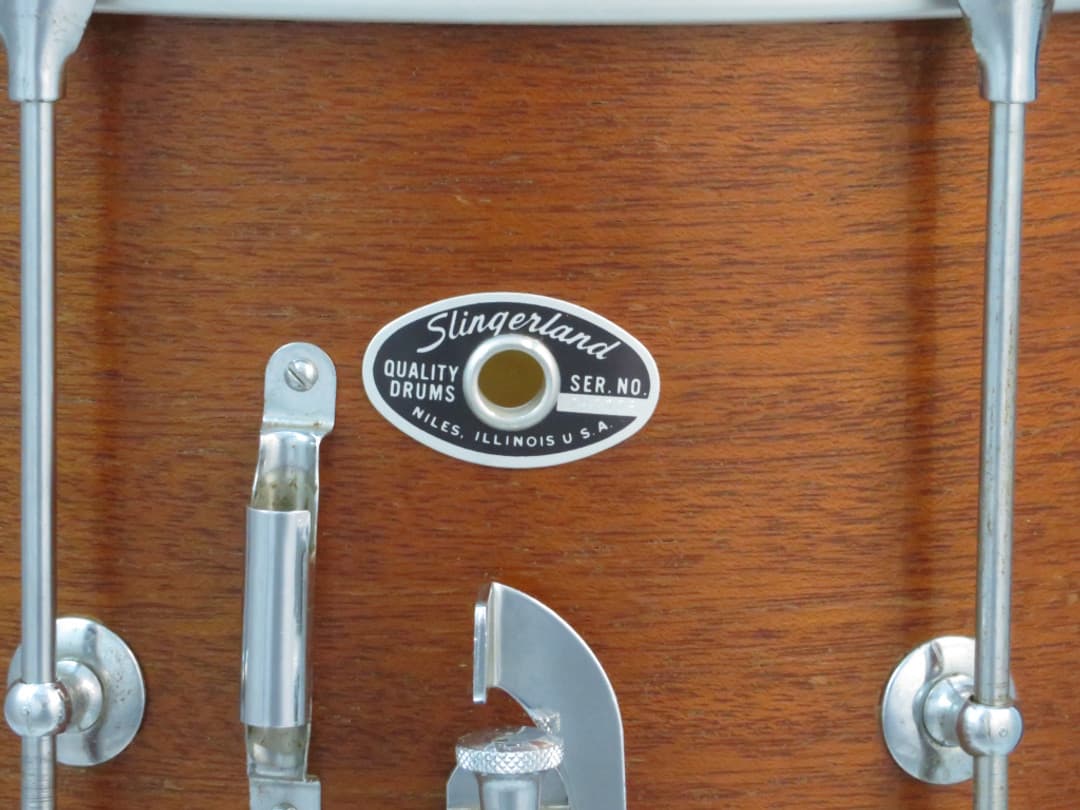 Slingerland
QUALITY
DRUMS
SER. NO.
NILES, ILLINOIS U S.A.